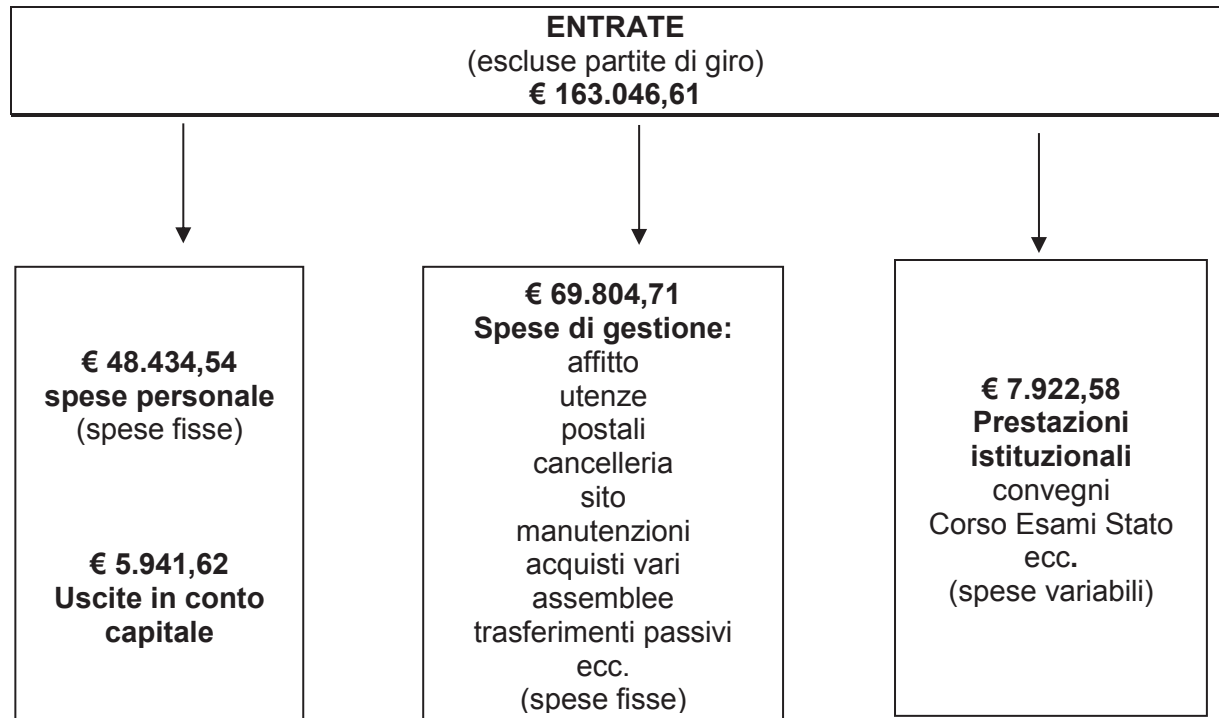 ENTRATE
(escluse partite di giro)
€ 163.046,61
€ 48.434,54
spese personale
(spese fisse)
€ 5.941,62
Uscite in conto
capitale
€ 69.804,71
Spese di gestione:
affitto
utenze
postali
cancelleria
sito
manutenzioni
acquisti vari
assemblee
trasferimenti passivi
ecc.
(spese fisse)
€ 7.922,58
Prestazioni
istituzionali
convegni
Corso Esami Stato
ecc.
(spese variabili)